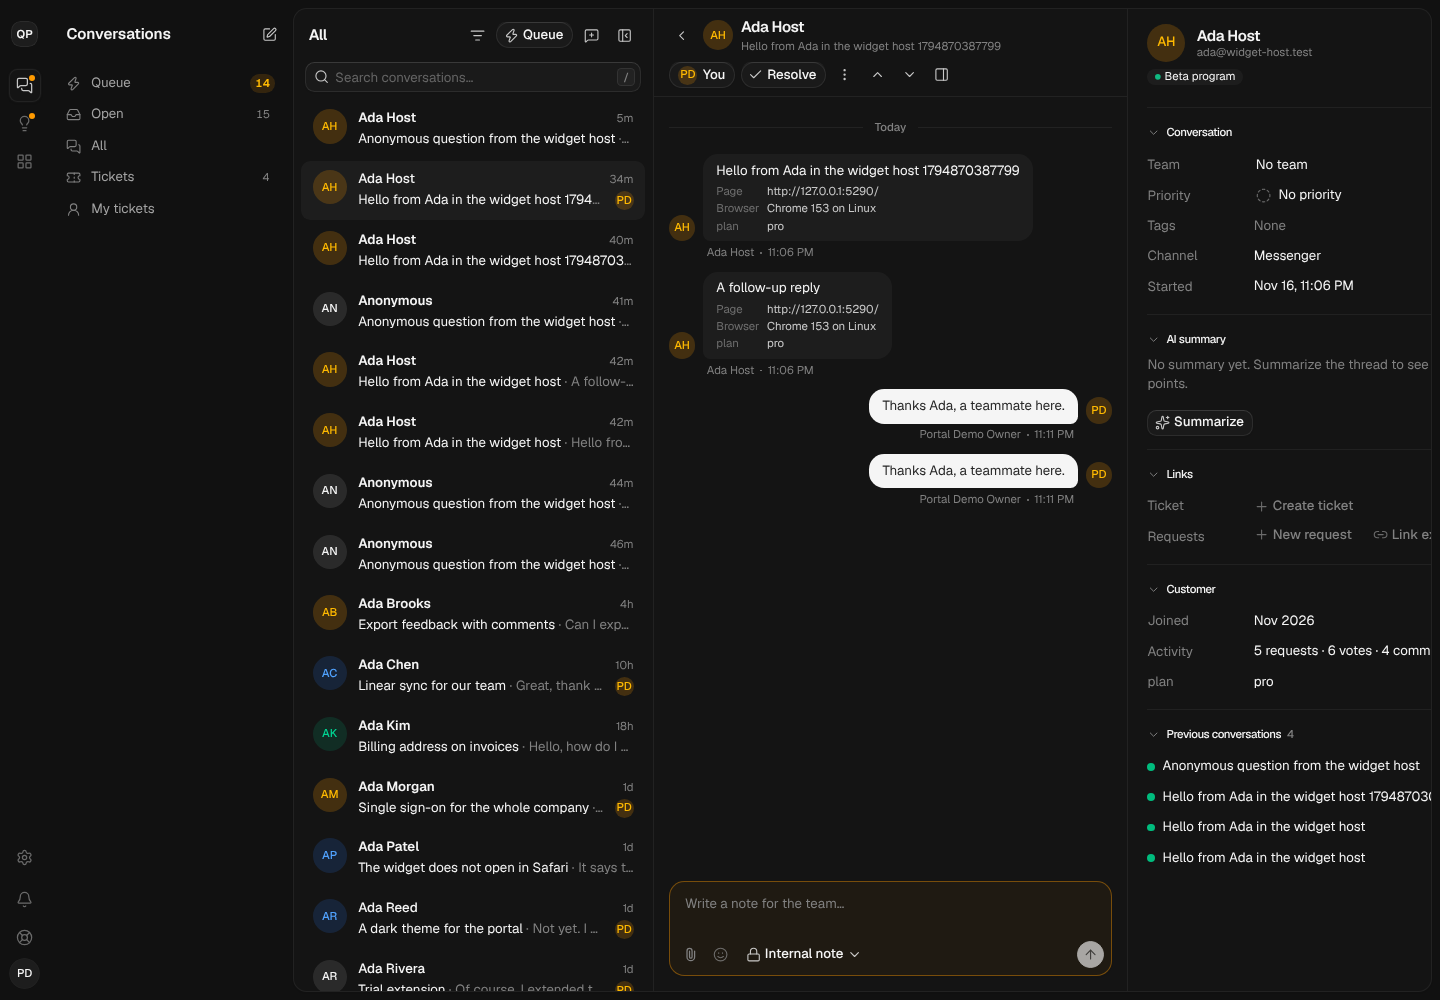 QP
Conversations
Queue 14
Open 15
All
Tickets 4
My tickets
PD
All
Queue
Search conversations... /
AH Ada Host 5m
Anonymous question from the widget host ·...
AH Ada Host 34m
Hello from Ada in the widget host 1794... PD
AH Ada Host 40m
Hello from Ada in the widget host 17948703...
AN Anonymous 41m
Anonymous question from the widget host ·...
AH Ada Host 42m
Hello from Ada in the widget host · A follow-...
AH Ada Host 42m
Hello from Ada in the widget host · Hello fro...
AN Anonymous 44m
Anonymous question from the widget host ·...
AN Anonymous 46m
Anonymous question from the widget host ·...
AB Ada Brooks 4h
Export feedback with comments · Can I exp...
AC Ada Chen 10h
Linear sync for our team · Great, thank ... PD
AK Ada Kim 18h
Billing address on invoices · Hello, how do I ...
AM Ada Morgan 1d
Single sign-on for the whole company ·... PD
AP Ada Patel 1d
The widget does not open in Safari · It says t...
AR Ada Reed 1d
A dark theme for the portal · Not yet. I ... PD
AR Ada Rivera 1d
Trial extension · Of course. I extended t... PD
AH Ada Host
Hello from Ada in the widget host 1794870387799
PD You Resolve
Today
Hello from Ada in the widget host 1794870387799
Page http://127.0.0.1:5290/
Browser Chrome 153 on Linux
plan pro
AH
Ada Host · 11:06 PM
A follow-up reply
Page http://127.0.0.1:5290/
Browser Chrome 153 on Linux
plan pro
AH
Ada Host · 11:06 PM
Thanks Ada, a teammate here. PD
Portal Demo Owner · 11:11 PM
Thanks Ada, a teammate here. PD
Portal Demo Owner · 11:11 PM
Write a note for the team...
Internal note
AH Ada Host
ada@widget-host.test
Beta program
Conversation
Team No team
Priority No priority
Tags None
Channel Messenger
Started Nov 16, 11:06 PM
AI summary
No summary yet. Summarize the thread to see
points.
Summarize
Links
Ticket Create ticket
Requests New request Link e
Customer
Joined Nov 2026
Activity 5 requests · 6 votes · 4 comm
plan pro
Previous conversations 4
Anonymous question from the widget host
Hello from Ada in the widget host 17948703
Hello from Ada in the widget host
Hello from Ada in the widget host